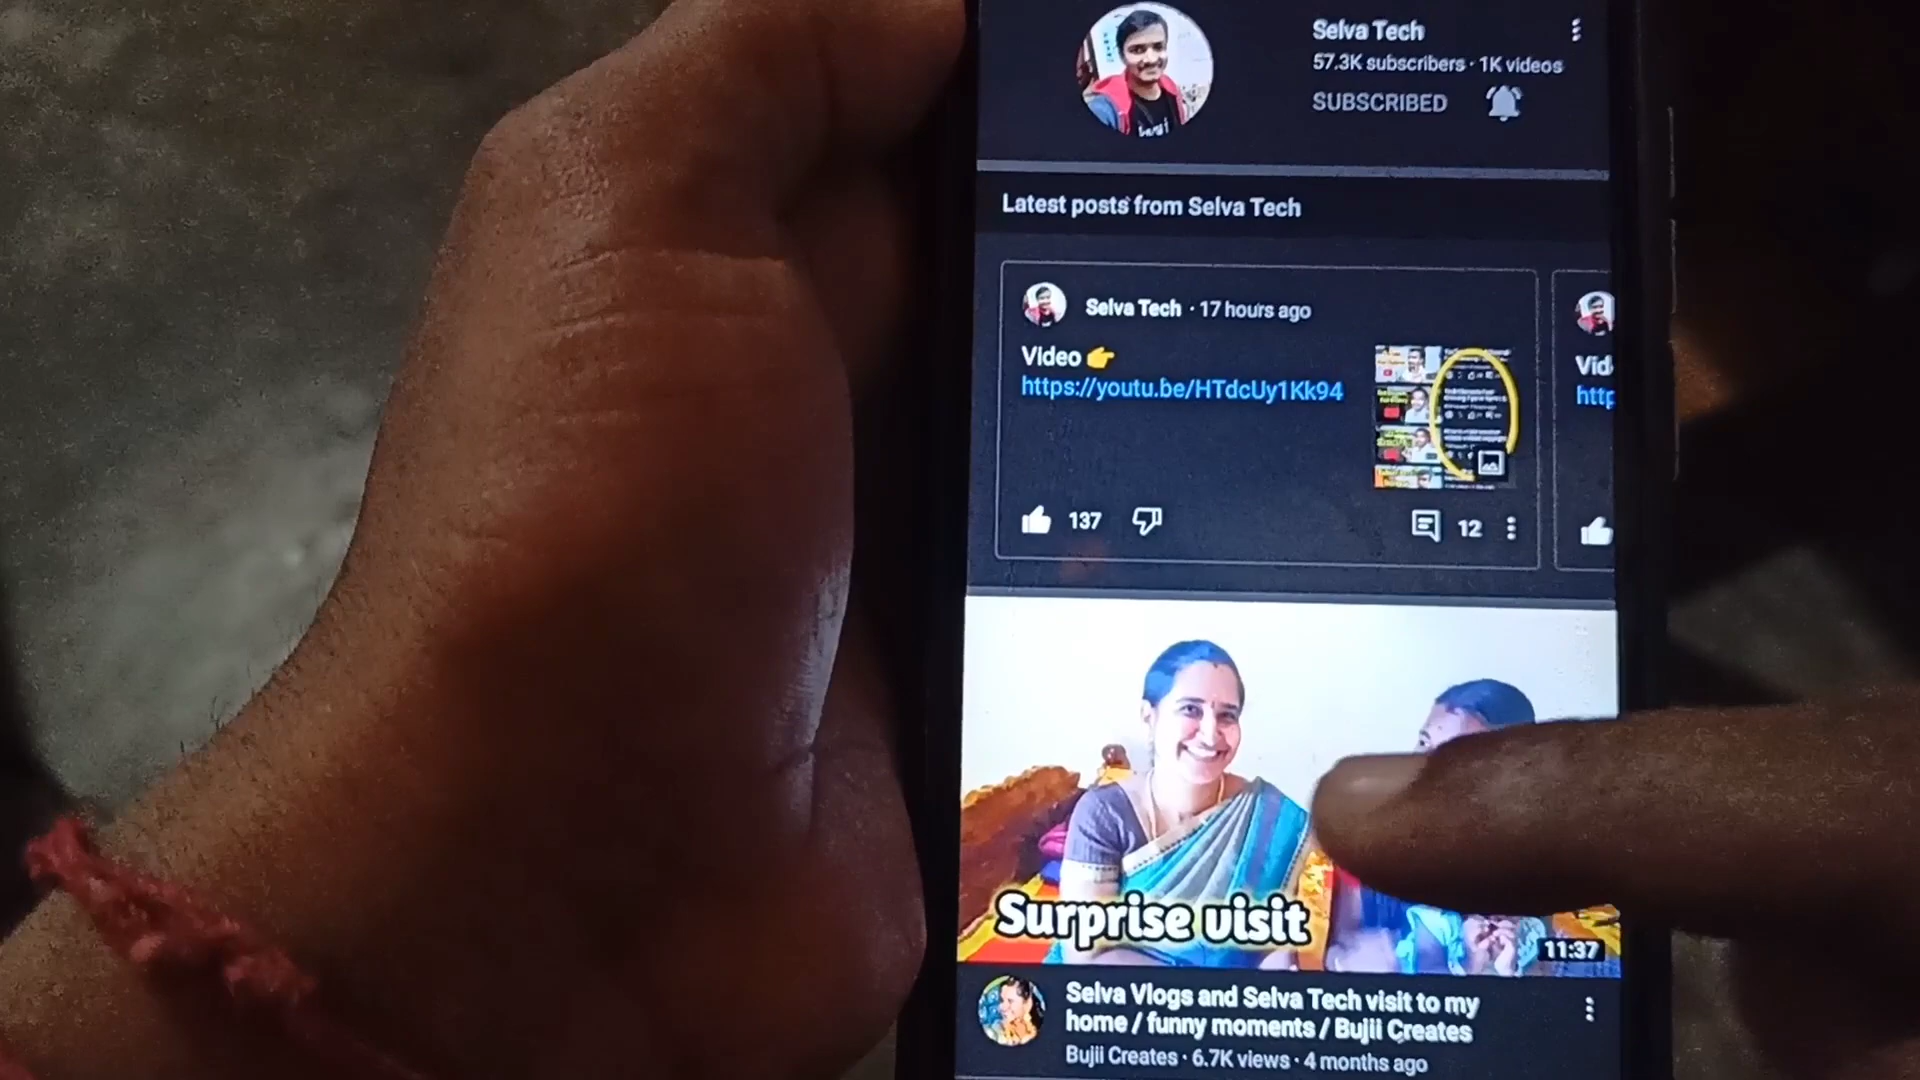 Selva Tech
57.3K subscribers · 1K videos
SUBSCRIBED
Latest posts from Selva Tech
Selva Tech · 17 hours ago
Video 👉
https://youtu.be/HTdcUy1Kk94
137
12
Vid
http
Surprise visit
11:37
Selva Vlogs and Selva Tech visit to my
home / funny moments / Bujii Creates
Bujii Creates · 6.7K views · 4 months ago